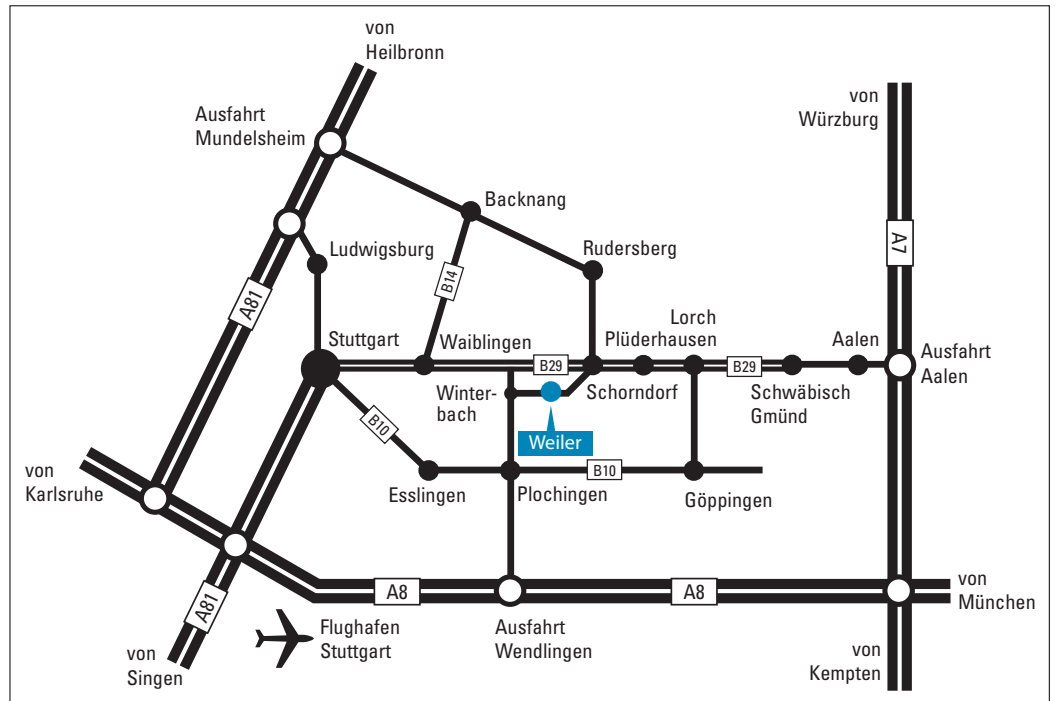 von
Heilbronn
Ausfahrt
Mundelsheim
von
Würzburg
Backnang
A7
Ludwigsburg
Rudersberg
B14
A81
Lorch
Stuttgart
Waiblingen
Plüderhausen
Aalen
Ausfahrt
Aalen
B29
B29
Winter-
bach
Schorndorf
Schwäbisch
Gmünd
B10
Weiler
von
Karlsruhe
B10
Esslingen
Plochingen
Göppingen
A81
A8
A8
von
München
Flughafen
Stuttgart
Ausfahrt
Wendlingen
von
Singen
von
Kempten